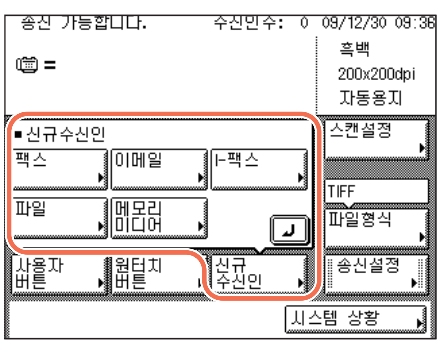 송신 가능합니다. 수신인수: 0 09/12/30 09:36
흑백
200x200dpi
자동용지
■ 신규수신인
스캔설정
팩스 이메일 I-팩스
TIFF
파일 메모리 미디어
파일형식
사용자 버튼 원터치 버튼 신규 수신인 송신설정
시스템 상황